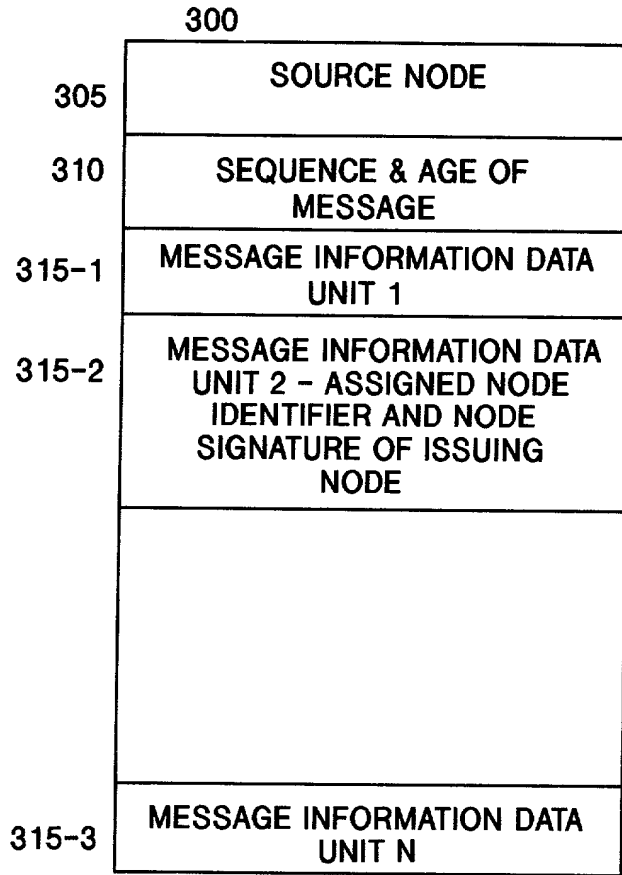 300
305
SOURCE NODE
310
SEQUENCE & AGE OF
MESSAGE
315-1
MESSAGE INFORMATION DATA
UNIT 1
315-2
MESSAGE INFORMATION DATA
UNIT 2 - ASSIGNED NODE
IDENTIFIER AND NODE
SIGNATURE OF ISSUING
NODE
315-3
MESSAGE INFORMATION DATA
UNIT N